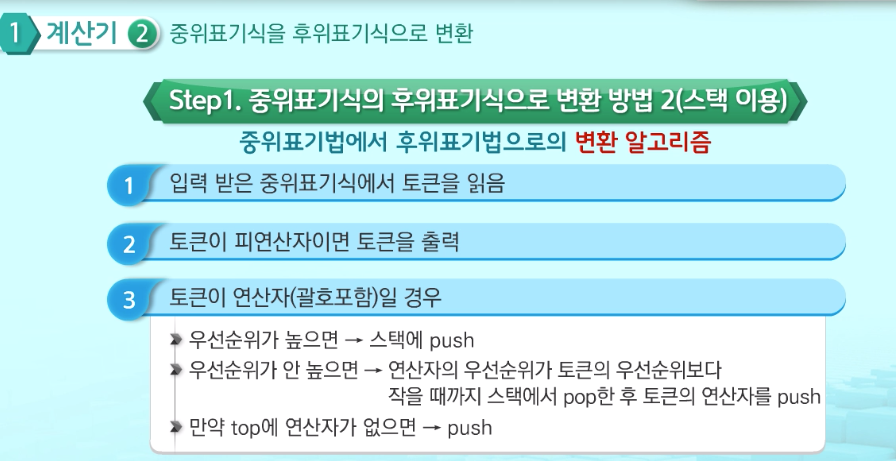 1 계산기 2 중위표기식을 후위표기식으로 변환
Step1. 중위표기식의 후위표기식으로 변환 방법 2(스택 이용)
중위표기법에서 후위표기법으로의 변환 알고리즘
1 입력 받은 중위표기식에서 토큰을 읽음
2 토큰이 피연산자이면 토큰을 출력
3 토큰이 연산자(괄호포함)일 경우
우선순위가 높으면 → 스택에 push
우선순위가 안 높으면 → 연산자의 우선순위가 토큰의 우선순위보다
작을 때까지 스택에서 pop한 후 토큰의 연산자를 push
만약 top에 연산자가 없으면 → push